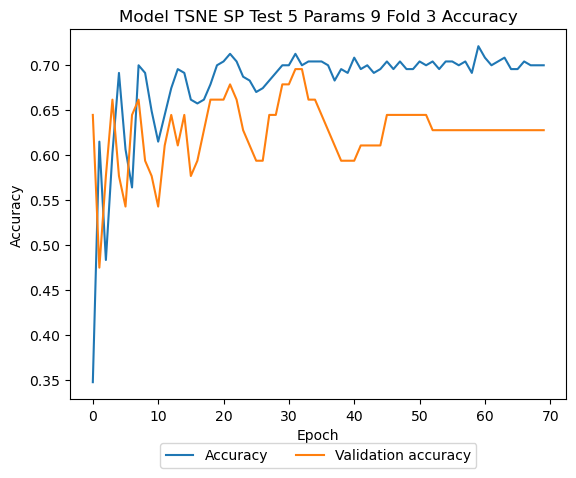 Model TSNE SP Test 5 Params 9 Fold 3 Accuracy
Accuracy
0.70
0.65
0.60
0.55
0.50
0.45
0.40
0.35
0 10 20 30 40 50 60 70
Epoch
Accuracy Validation accuracy